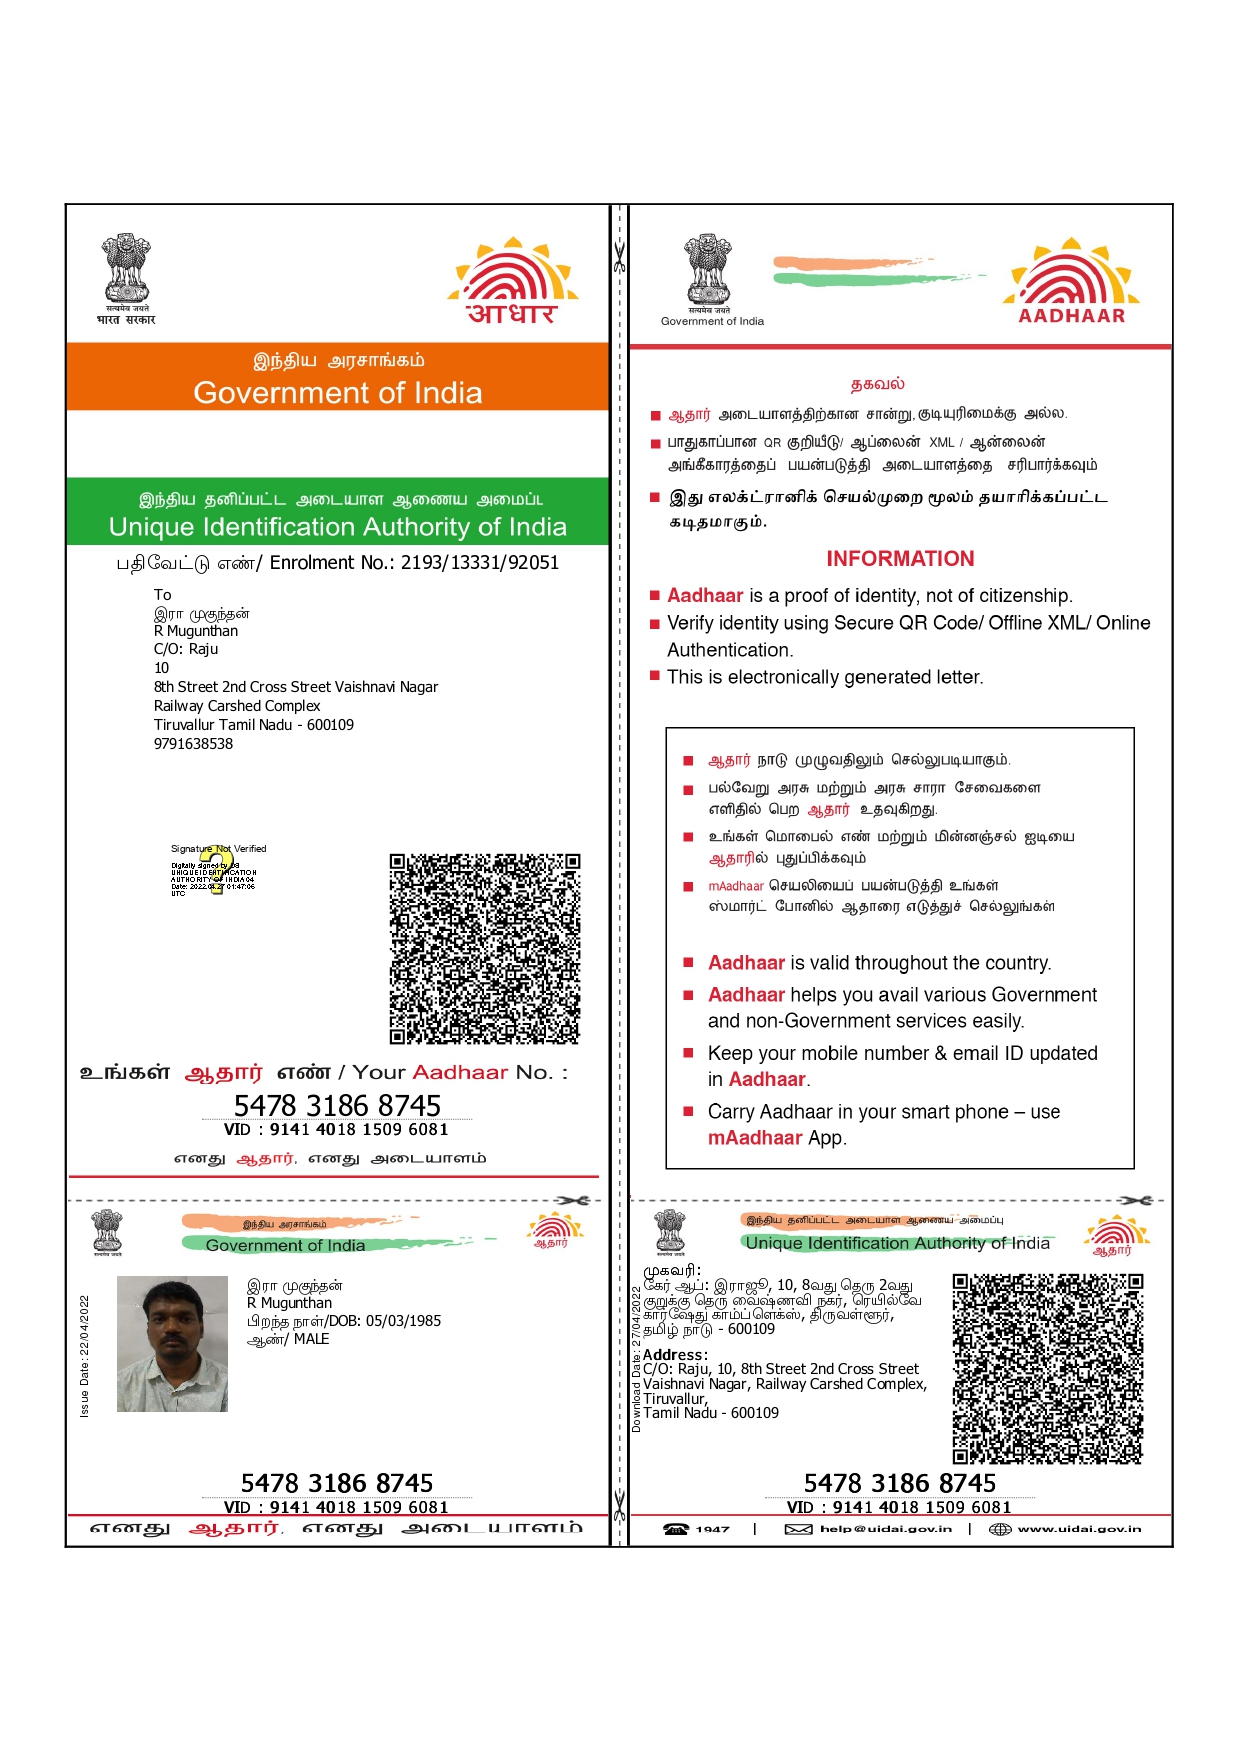 सत्यमेव जयते
भारत सरकार
आधार
இந்திய அரசாங்கம்
Government of India
இந்திய தனிப்பட்ட அடையாள ஆணைய அமைப்ட
Unique Identification Authority of India
பதிவேட்டு எண்/ Enrolment No.: 2193/13331/92051
To
இரா முகுந்தன்
R Mugunthan
C/O: Raju
10
8th Street 2nd Cross Street Vaishnavi Nagar
Railway Carshed Complex
Tiruvallur Tamil Nadu - 600109
9791638538
Signature Not Verified
Digitally signed by DS
UNIQUE IDENTIFICATION
AUTHORITY OF INDIA 04
Date: 2022.04.27 01:47:06
UTC
உங்கள் ஆதார் எண் / Your Aadhaar No. :
5478 3186 8745
VID : 9141 4018 1509 6081
எனது ஆதார், எனது அடையாளம்
सत्यमेव जयते
Government of India
AADHAAR
தகவல்
ஆதார் அடையாளத்திற்கான சான்று, குடியுரிமைக்கு அல்ல.
பாதுகாப்பான QR குறியீடு/ ஆப்லைன் XML / ஆன்லைன்
அங்கீகாரத்தைப் பயன்படுத்தி அடையாளத்தை சரிபார்க்கவும்
இது எலக்ட்ரானிக் செயல்முறை மூலம் தயாரிக்கப்பட்ட
கடிதமாகும்.
INFORMATION
Aadhaar is a proof of identity, not of citizenship.
Verify identity using Secure QR Code/ Offline XML/ Online
Authentication.
This is electronically generated letter.
ஆதார் நாடு முழுவதிலும் செல்லுபடியாகும்.
பல்வேறு அரசு மற்றும் அரசு சாரா சேவைகளை
எளிதில் பெற ஆதார் உதவுகிறது.
உங்கள் மொபைல் எண் மற்றும் மின்னஞ்சல் ஐடியை
ஆதாரில் புதுப்பிக்கவும்
mAadhaar செயலியைப் பயன்படுத்தி உங்கள்
ஸ்மார்ட் போனில் ஆதாரை எடுத்துச் செல்லுங்கள்
Aadhaar is valid throughout the country.
Aadhaar helps you avail various Government
and non-Government services easily.
Keep your mobile number & email ID updated
in Aadhaar.
Carry Aadhaar in your smart phone – use
mAadhaar App.
सत्यमेव जयते
இந்திய அரசாங்கம்
Government of India
ஆதார்
Issue Date: 22/04/2022
இரா முகுந்தன்
R Mugunthan
பிறந்த நாள்/DOB: 05/03/1985
ஆண்/ MALE
5478 3186 8745
VID : 9141 4018 1509 6081
எனது ஆதார், எனது அடையாளம்
सत्यमेव जयते
இந்திய தனிப்பட்ட அடையாள ஆணைய அமைப்பு
Unique Identification Authority of India
ஆதார்
Download Date: 27/04/2022
முகவரி:
கேர் ஆப்: இராஜூ, 10, 8வது தெரு 2வது
குறுக்கு தெரு வைஷ்ணவி நகர், ரெயில்வே
கார்ஷேது காம்ப்ளெக்ஸ், திருவள்ளூர்,
தமிழ் நாடு - 600109
Address:
C/O: Raju, 10, 8th Street 2nd Cross Street
Vaishnavi Nagar, Railway Carshed Complex,
Tiruvallur,
Tamil Nadu - 600109
5478 3186 8745
VID : 9141 4018 1509 6081
1947 | help@uidai.gov.in | www.uidai.gov.in